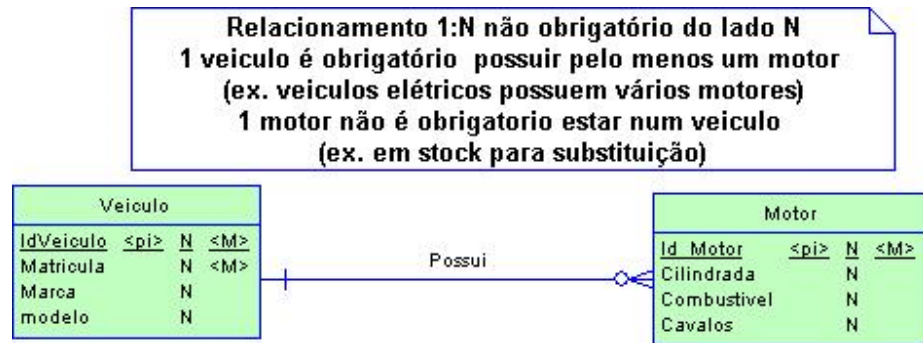 Relacionamento 1:N não obrigatório do lado N
1 veiculo é obrigatório possuir pelo menos um motor
(ex. veiculos elétricos possuem vários motores)
1 motor não é obrigatorio estar num veiculo
(ex. em stock para substituição)
Veiculo
IdVeiculo <pi> N <M>
Matricula N <M>
Marca N
modelo N
Possui
Motor
Id_Motor <pi> N <M>
Cilindrada N
Combustivel N
Cavalos N